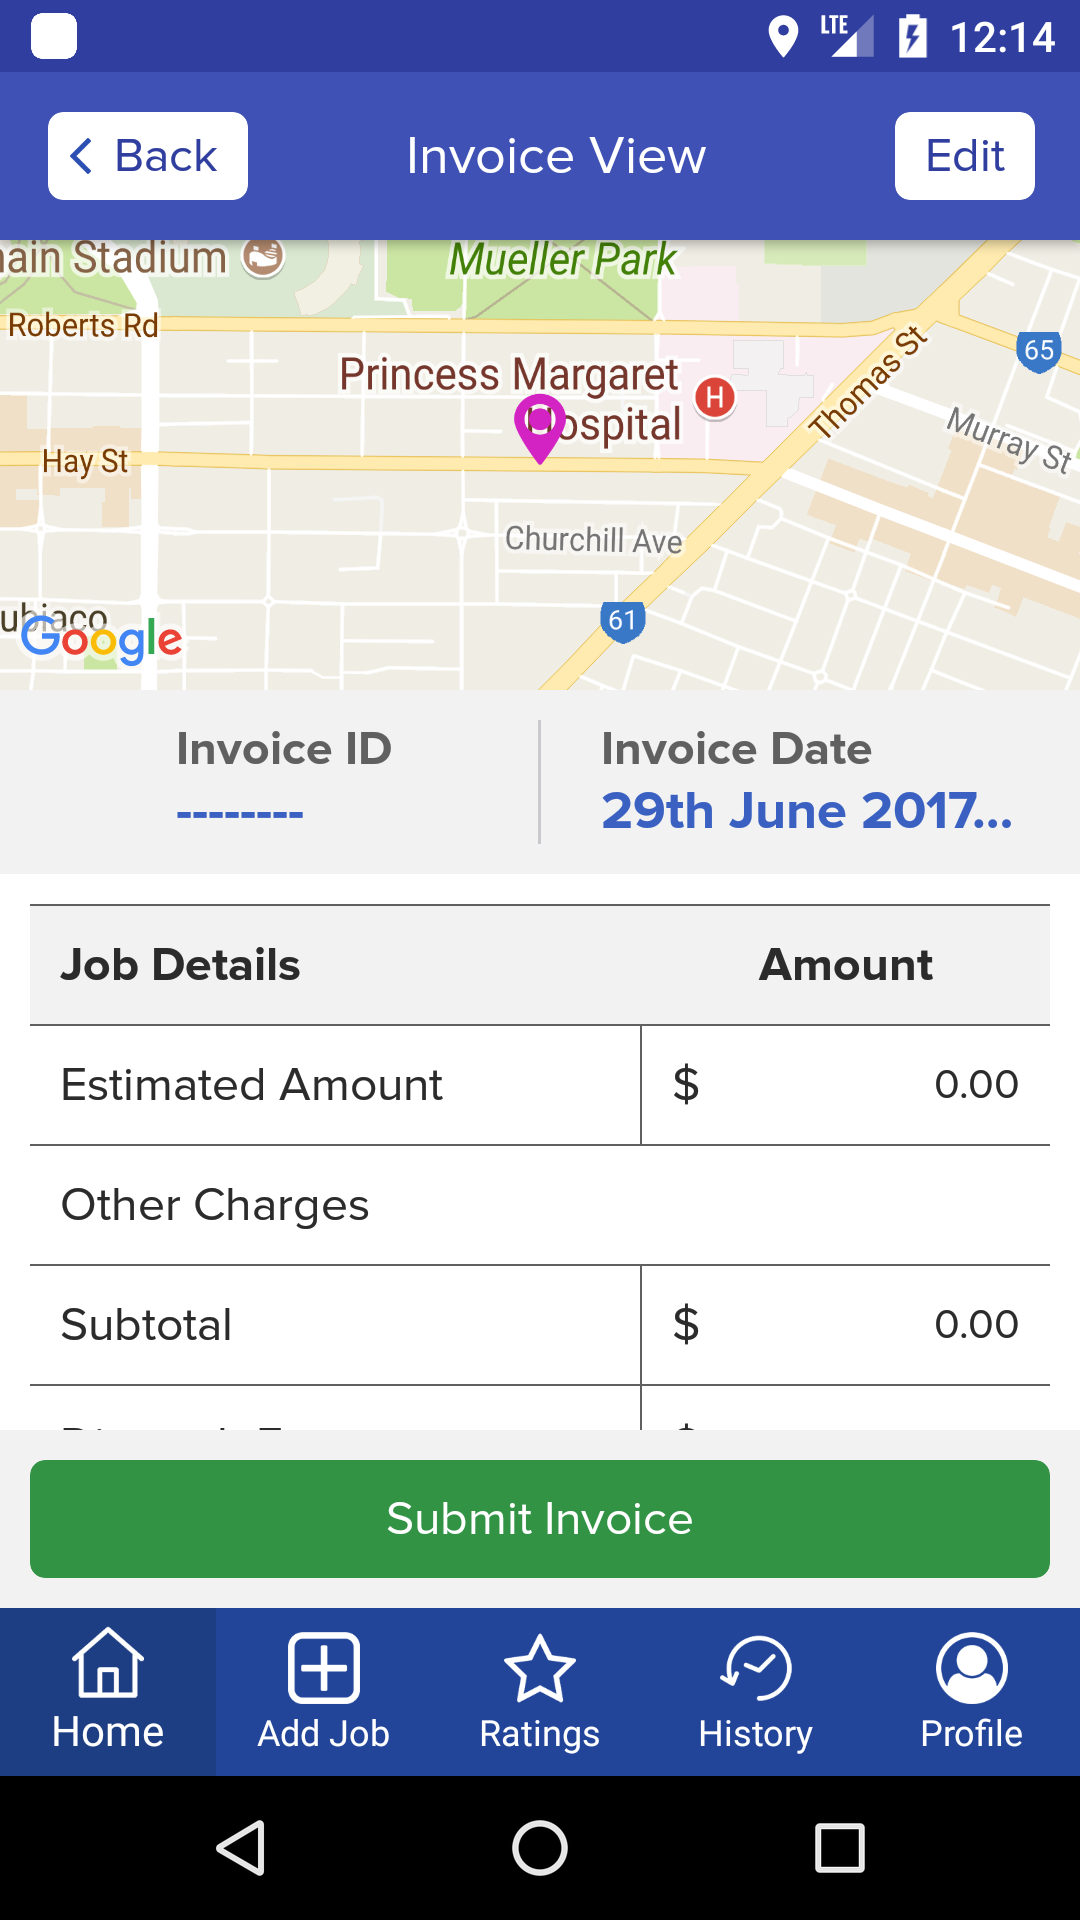 LTE 12:14
Back Invoice View Edit
ain Stadium
Mueller Park
Roberts Rd
Thomas St
65
Princess Margaret
Hospital
H
Murray St
Hay St
Churchill Ave
ubiaco
61
Google
Invoice ID Invoice Date
-------- 29th June 2017...
Job Details Amount
Estimated Amount $ 0.00
Other Charges
Subtotal $ 0.00
Submit Invoice
Home Add Job Ratings History Profile